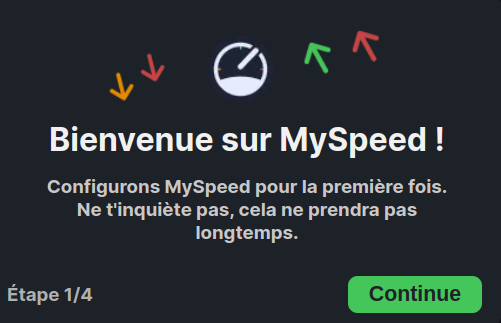 Bienvenue sur MySpeed !
Configurons MySpeed pour la première fois.
Ne t'inquiète pas, cela ne prendra pas
longtemps.
Étape 1/4
Continue